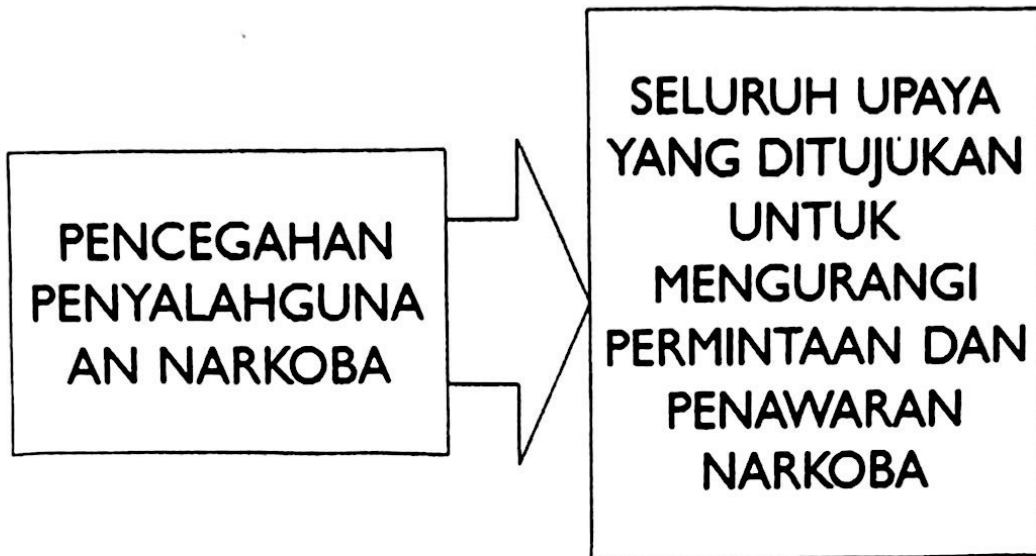 PENCEGAHAN
PENYALAHGUNA
AN NARKOBA
SELURUH UPAYA
YANG DITUJUKAN
UNTUK
MENGURANGI
PERMINTAAN DAN
PENAWARAN
NARKOBA